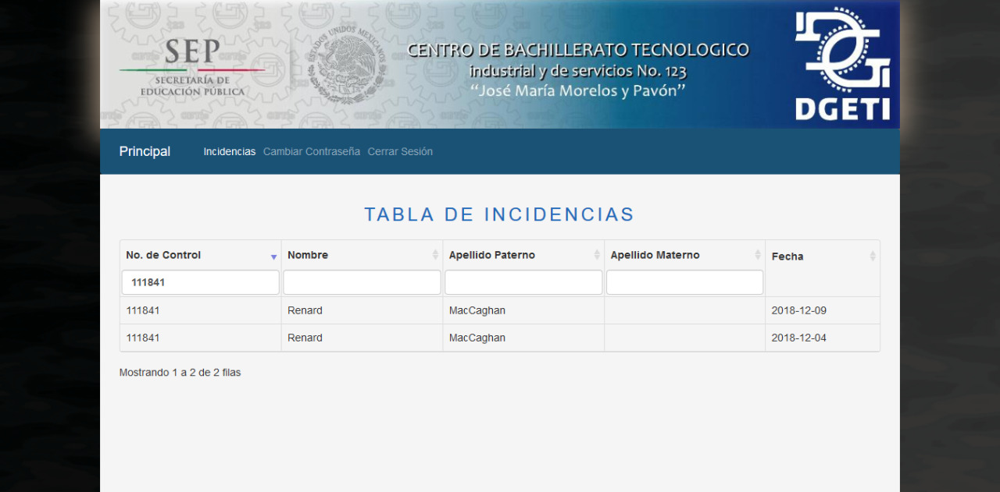 SEP
SECRETARÍA DE
EDUCACIÓN PÚBLICA
ESTADOS UNIDOS MEXICANOS
CENTRO DE BACHILLERATO TECNOLOGICO
industrial y de servicios No. 123
“José María Morelos y Pavón”
DGETI
Principal Incidencias Cambiar Contraseña Cerrar Sesión
TABLA DE INCIDENCIAS
No. de Control Nombre Apellido Paterno Apellido Materno Fecha
111841
111841 Renard MacCaghan 2018-12-09
111841 Renard MacCaghan 2018-12-04
Mostrando 1 a 2 de 2 filas